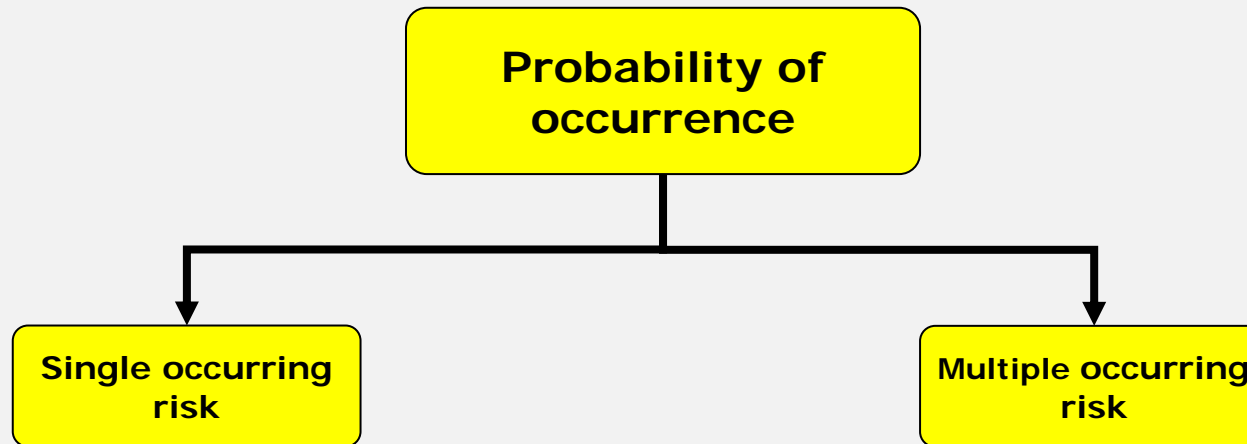 Probability of
occurrence
Single occurring
risk
Multiple occurring
risk